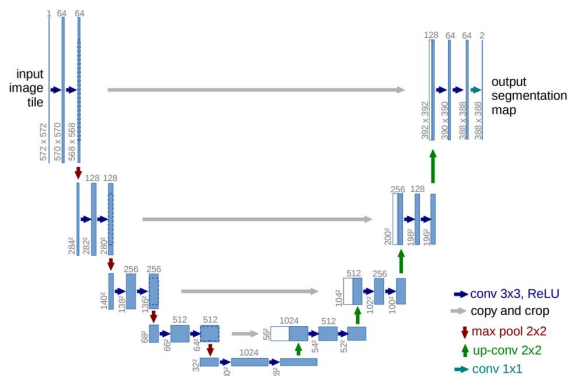 1
64
64
128
64
64
2
input
image
tile
output
segmentation
map
572 x 572
570 x 570
568 x 568
392 x 392
390 x 390
388 x 388
388 x 388
128
128
256
128
284²
282²
280²
200²
198²
196²
256
256
512
256
140²
138²
136²
104²
102²
100²
conv 3x3, ReLU
copy and crop
max pool 2x2
up-conv 2x2
conv 1x1
512
512
1024
512
68²
66²
64²
56²
54²
52²
1024
32²